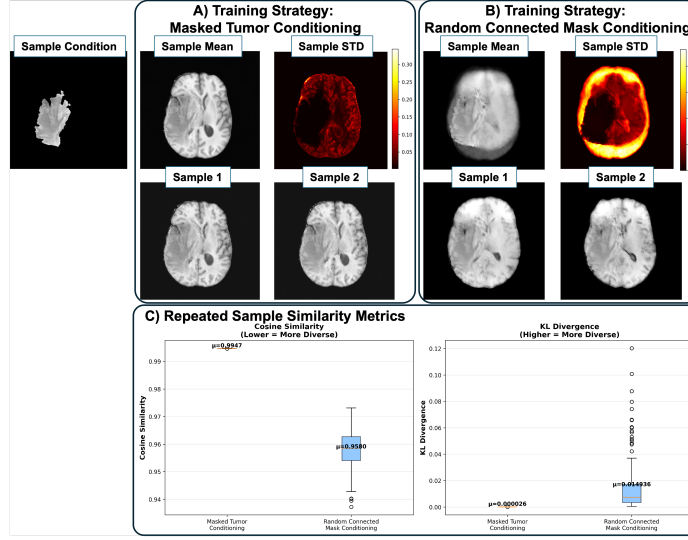 A) Training Strategy:
Masked Tumor Conditioning
B) Training Strategy:
Random Connected Mask Conditioning
Sample Condition
Sample Mean
Sample STD
Sample Mean
Sample STD
0.30
0.25
0.20
0.15
0.10
0.05
Sample 1
Sample 2
Sample 1
Sample 2
C) Repeated Sample Similarity Metrics
Cosine Similarity
(Lower = More Diverse)
Cosine Similarity
0.99
0.98
0.97
0.96
0.95
0.94
μ=0.9947
μ=0.9580
Masked Tumor
Conditioning
Random Connected
Mask Conditioning
KL Divergence
(Higher = More Diverse)
KL Divergence
0.12
0.10
0.08
0.06
0.04
0.02
0.00
μ=0.000026
μ=0.014936
Masked Tumor
Conditioning
Random Connected
Mask Conditioning